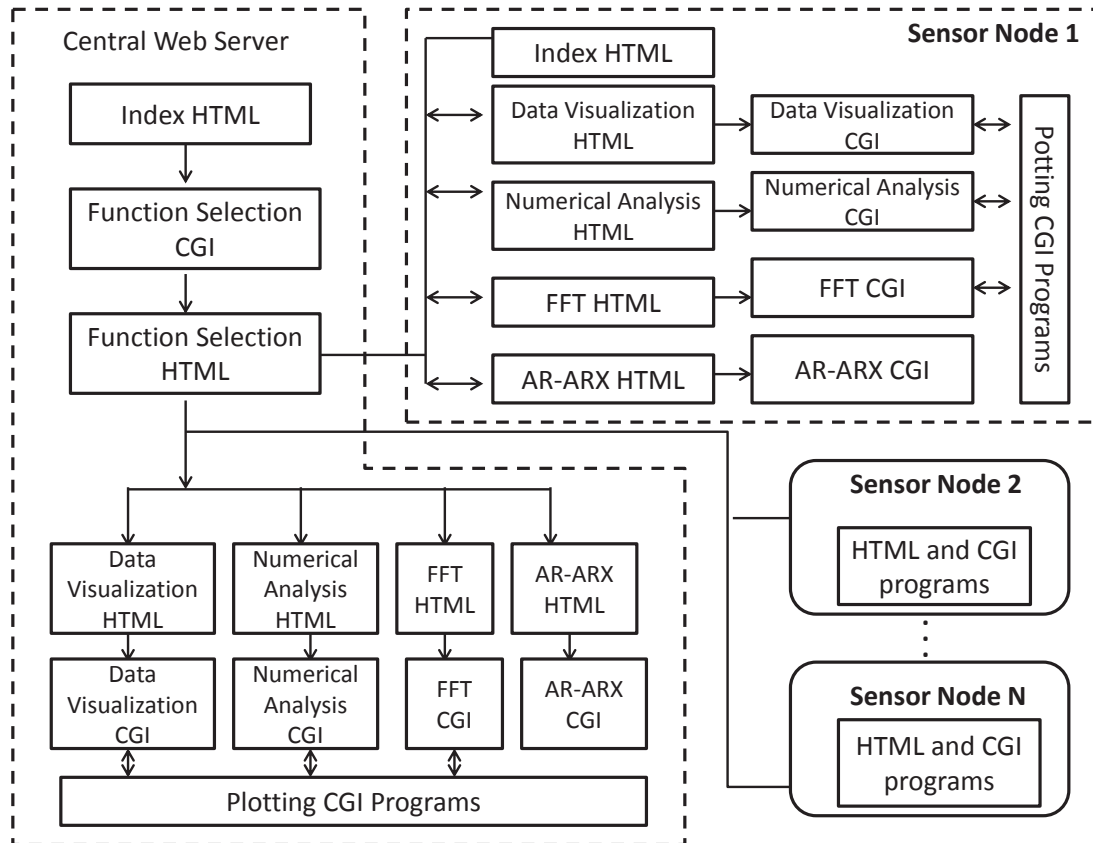 Central Web Server
Index HTML
Function Selection
CGI
Function Selection
HTML
Data
Visualization
HTML
Numerical
Analysis
HTML
FFT
HTML
AR-ARX
HTML
Data
Visualization
CGI
Numerical
Analysis
CGI
FFT
CGI
AR-ARX
CGI
Plotting CGI Programs
Sensor Node 1
Index HTML
Data Visualization
HTML
Data Visualization
CGI
Numerical Analysis
HTML
Numerical Analysis
CGI
FFT HTML
FFT CGI
AR-ARX HTML
AR-ARX CGI
Potting CGI Programs
Sensor Node 2
HTML and CGI
programs
Sensor Node N
HTML and CGI
programs